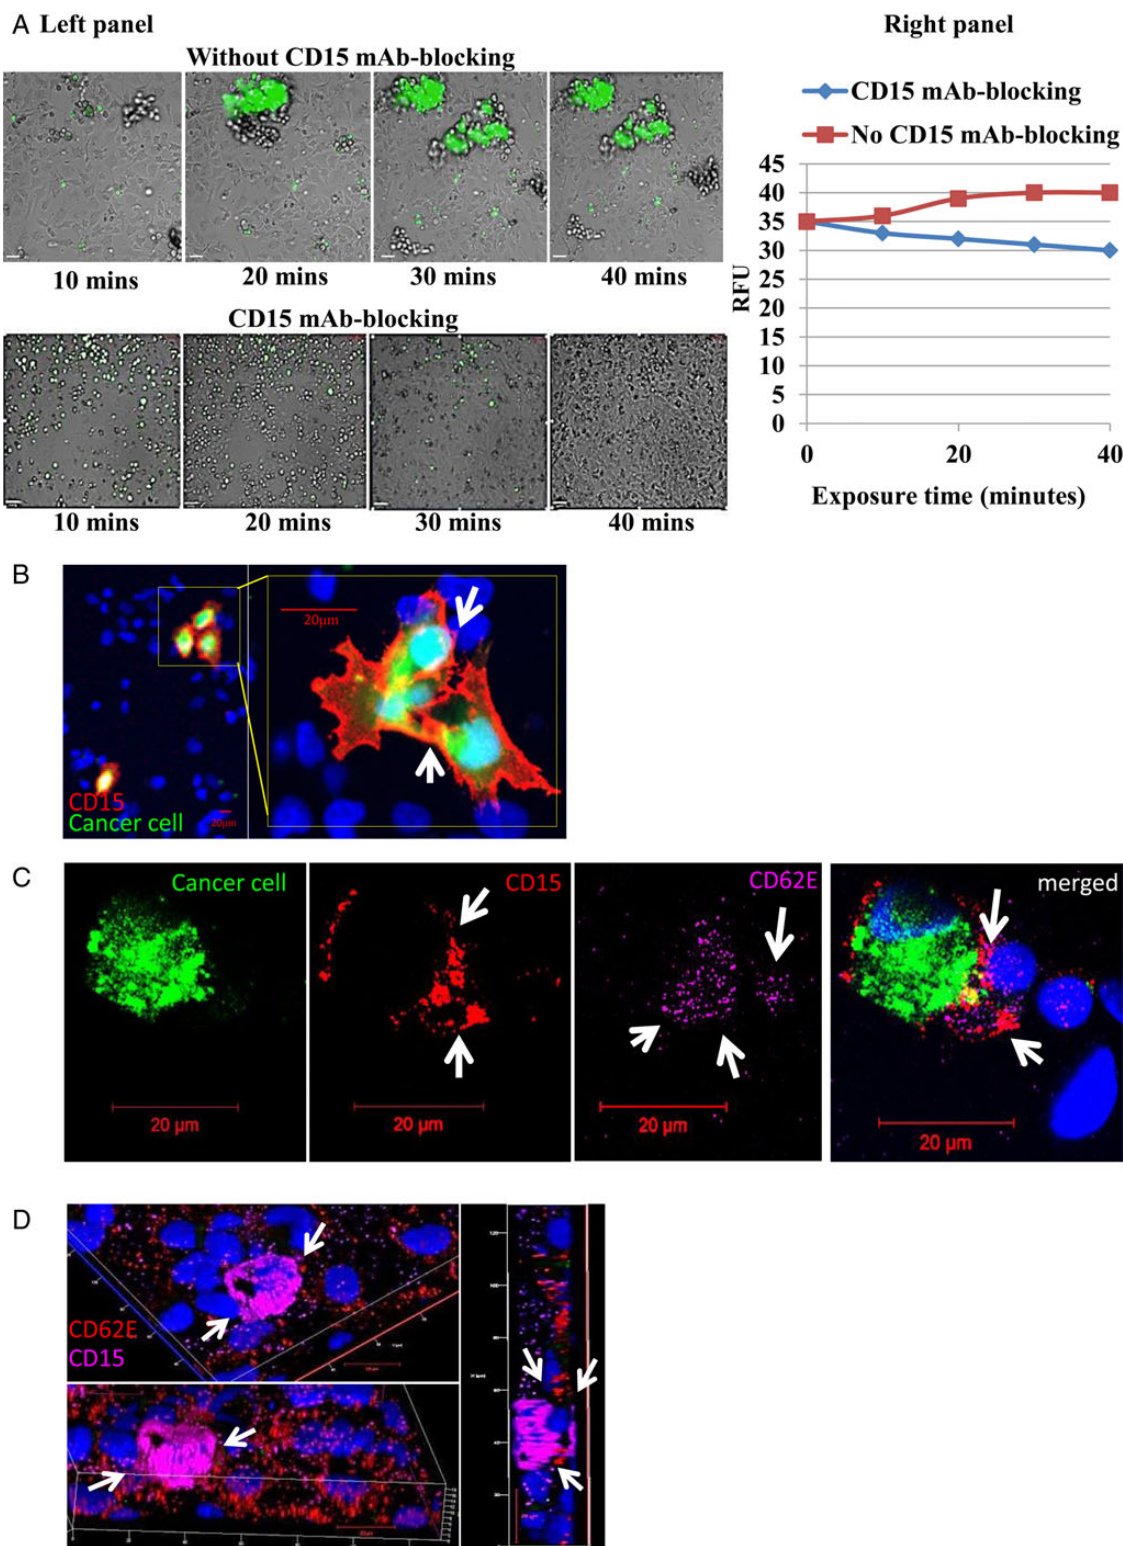 A Left panel
Right panel
Without CD15 mAb-blocking
10 mins
20 mins
30 mins
40 mins
CD15 mAb-blocking
10 mins
20 mins
30 mins
40 mins
CD15 mAb-blocking
No CD15 mAb-blocking
45
40
35
30
25
20
15
10
5
0
RFU
0
20
40
Exposure time (minutes)
B
20μm
CD15
Cancer cell
20μm
C
Cancer cell
CD15
CD62E
merged
20 μm
20 μm
20 μm
20 μm
D
CD62E
CD15